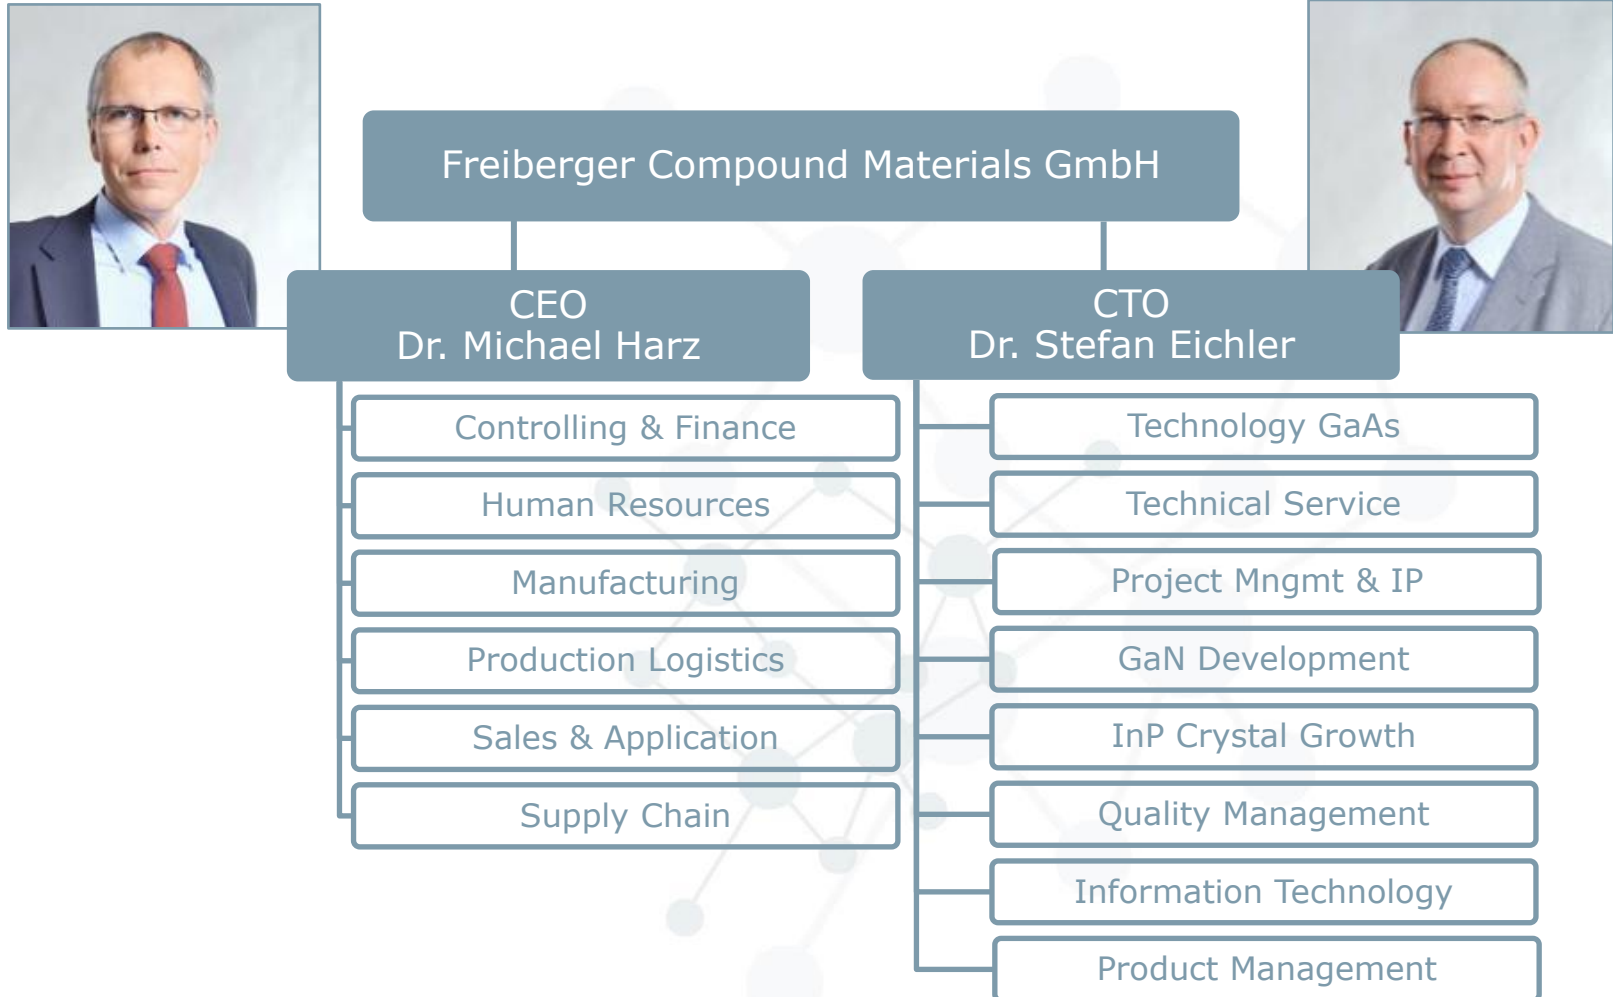 Freiberger Compound Materials GmbH
CEO
Dr. Michael Harz
Controlling & Finance
Human Resources
Manufacturing
Production Logistics
Sales & Application
Supply Chain
CTO
Dr. Stefan Eichler
Technology GaAs
Technical Service
Project Mngmt & IP
GaN Development
InP Crystal Growth
Quality Management
Information Technology
Product Management